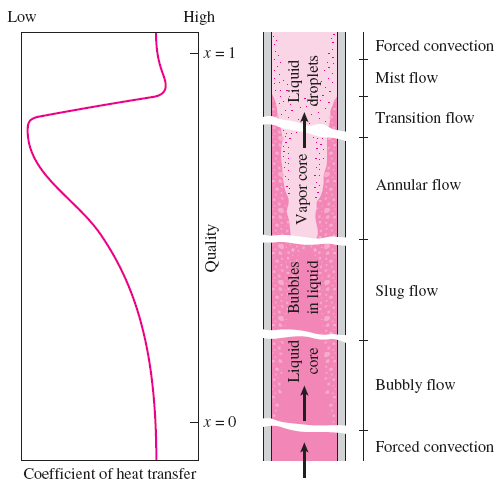 Low
High
x = 1
Quality
x = 0
Coefficient of heat transfer
Liquid
droplets
Vapor core
Bubbles
in liquid
Liquid
core
Forced convection
Mist flow
Transition flow
Annular flow
Slug flow
Bubbly flow
Forced convection